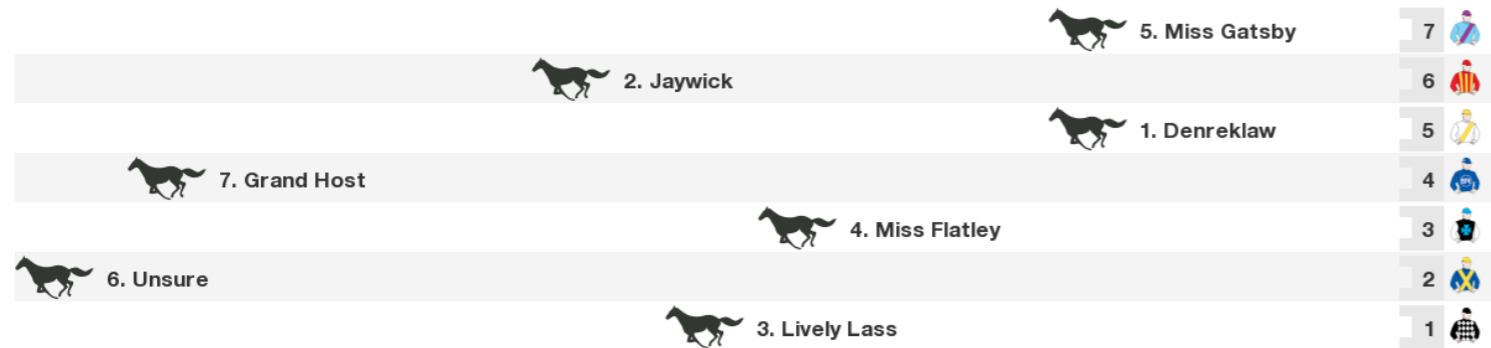 5. Miss Gatsby 7
2. Jaywick 6
1. Denreklaw 5
7. Grand Host 4
4. Miss Flatley 3
6. Unsure 2
3. Lively Lass 1